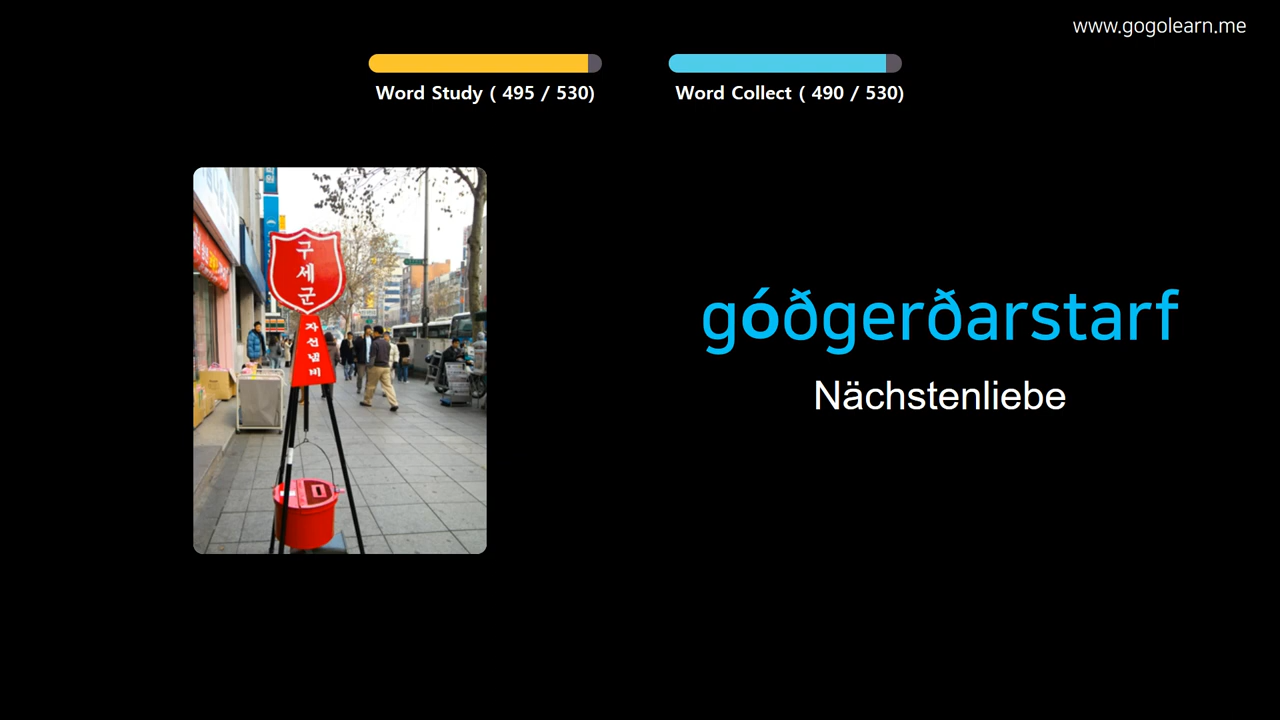 www.gogolearn.me
Word Study ( 495 / 530)
Word Collect ( 490 / 530)
구
세
군
자
선
냄
비
góðgerðarstarf
Nächstenliebe